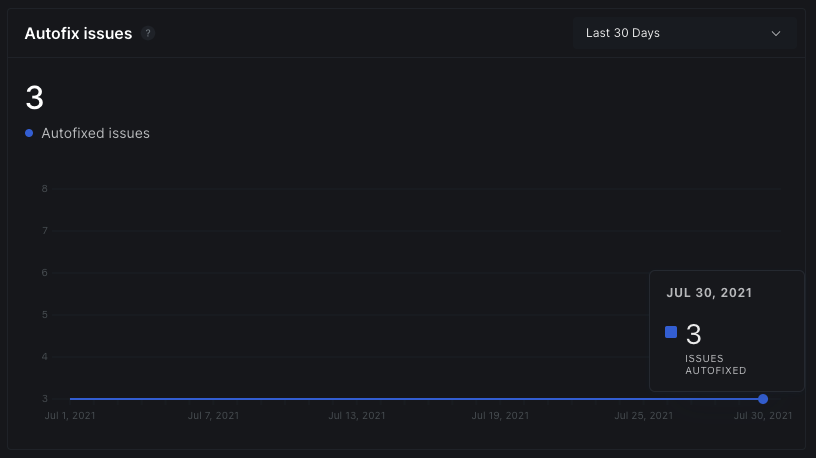 Autofix issues ?
Last 30 Days
3
Autofixed issues
8
7
6
5
4
3
JUL 30, 2021
3
ISSUES
AUTOFIXED
Jul 1, 2021 Jul 7, 2021 Jul 13, 2021 Jul 19, 2021 Jul 25, 2021 Jul 30, 2021